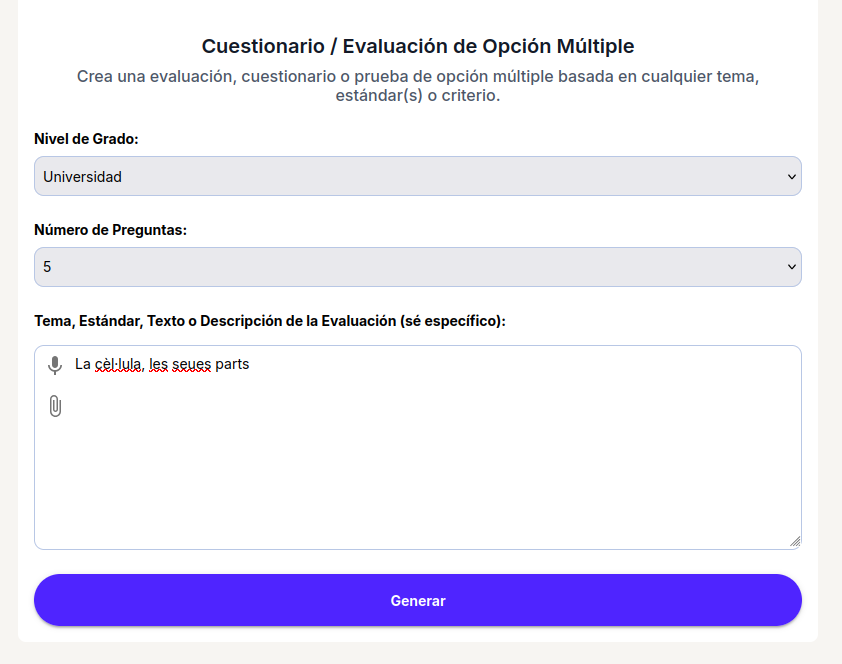 Cuestionario / Evaluación de Opción Múltiple
Crea una evaluación, cuestionario o prueba de opción múltiple basada en cualquier tema,
estándar(s) o criterio.
Nivel de Grado:
Universidad
Número de Preguntas:
5
Tema, Estándar, Texto o Descripción de la Evaluación (sé específico):
La cèl·lula, les seues parts
Generar